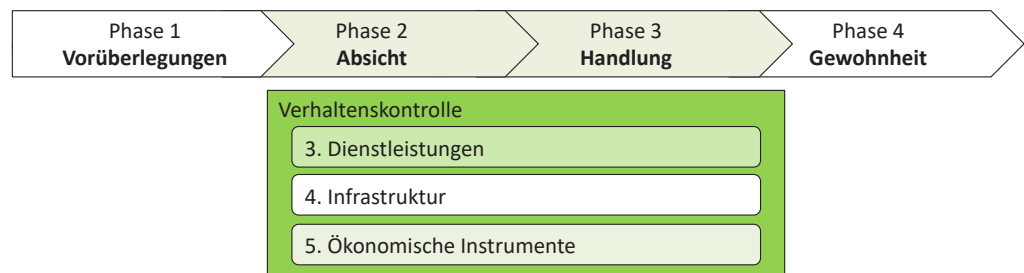 Phase 1
Vorüberlegungen
Phase 2
Absicht
Phase 3
Handlung
Phase 4
Gewohnheit
Verhaltenskontrolle
3. Dienstleistungen
4. Infrastruktur
5. Ökonomische Instrumente